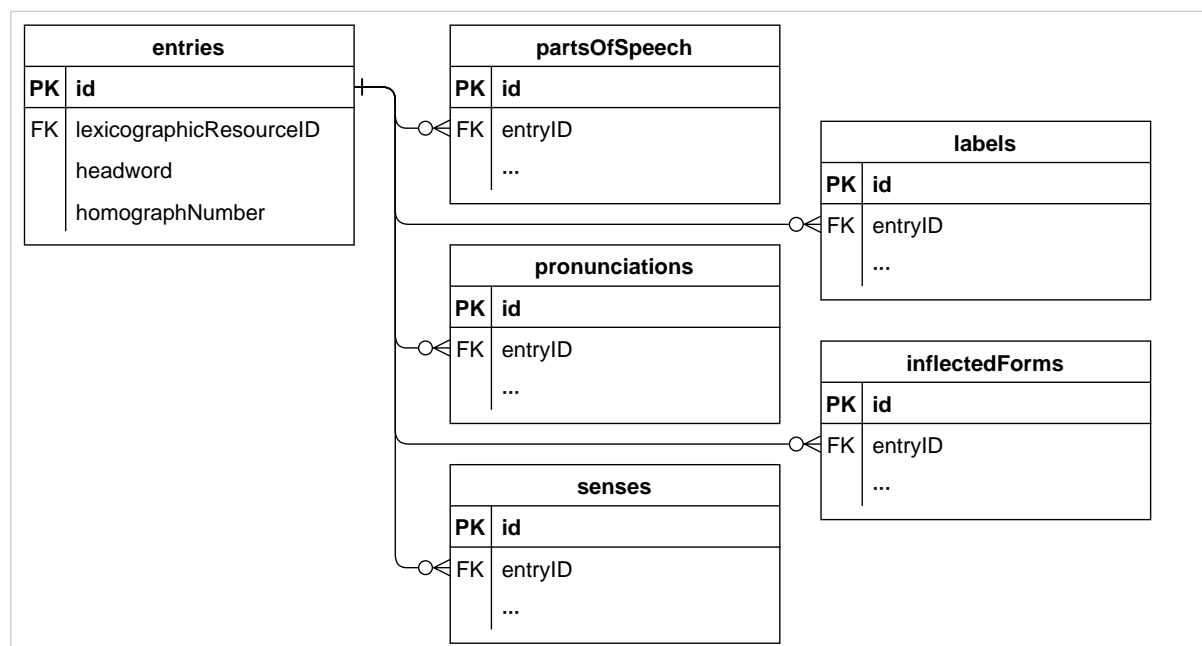 entries
PK id
FK lexicographicResourceID
headword
homographNumber
partsOfSpeech
PK id
FK entryID
...
labels
PK id
FK entryID
...
pronunciations
PK id
FK entryID
...
inflectedForms
PK id
FK entryID
...
senses
PK id
FK entryID
...